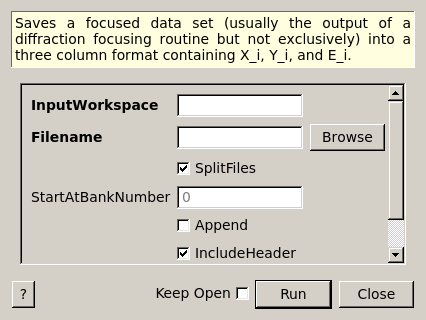 Saves a focused data set (usually the output of a
diffraction focusing routine but not exclusively) into a
three column format containing X_i, Y_i, and E_i.
InputWorkspace
Filename
Browse
SplitFiles
StartAtBankNumber 0
Append
IncludeHeader
? Keep Open Run Close